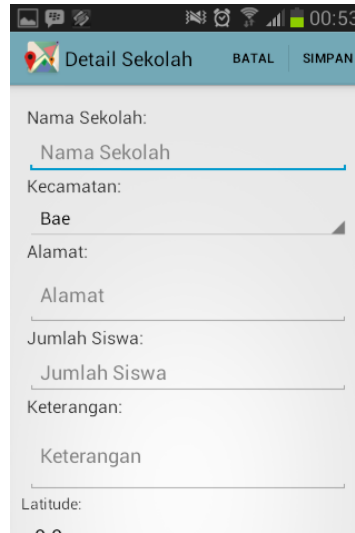 00:53
Detail Sekolah BATAL SIMPAN
Nama Sekolah:
Nama Sekolah
Kecamatan:
Bae
Alamat:
Alamat
Jumlah Siswa:
Jumlah Siswa
Keterangan:
Keterangan
Latitude: